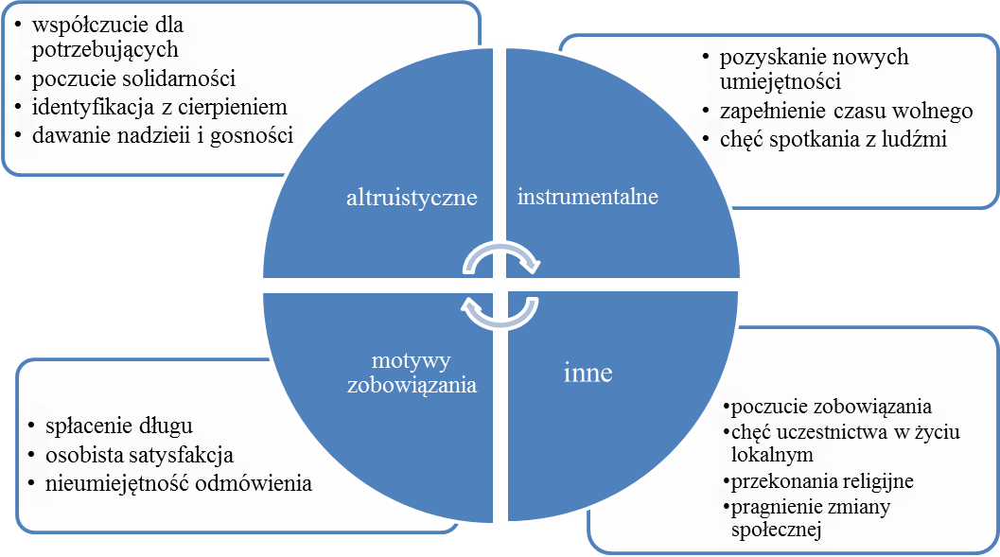 • współczucie dla
potrzebujących
• poczucie solidarności
• identyfikacja z cierpieniem
• dawanie nadzieii i gosności
• pozyskanie nowych
umiejętności
• zapełnienie czasu wolnego
• chęć spotkania z ludźmi
altruistyczne
instrumentalne
motywy
zobowiązania
inne
• spłacenie długu
• osobista satysfakcja
• nieumiejętność odmówienia
•poczucie zobowiązania
•chęć uczestnictwa w życiu
lokalnym
•przekonania religijne
•pragnienie zmiany
społecznej